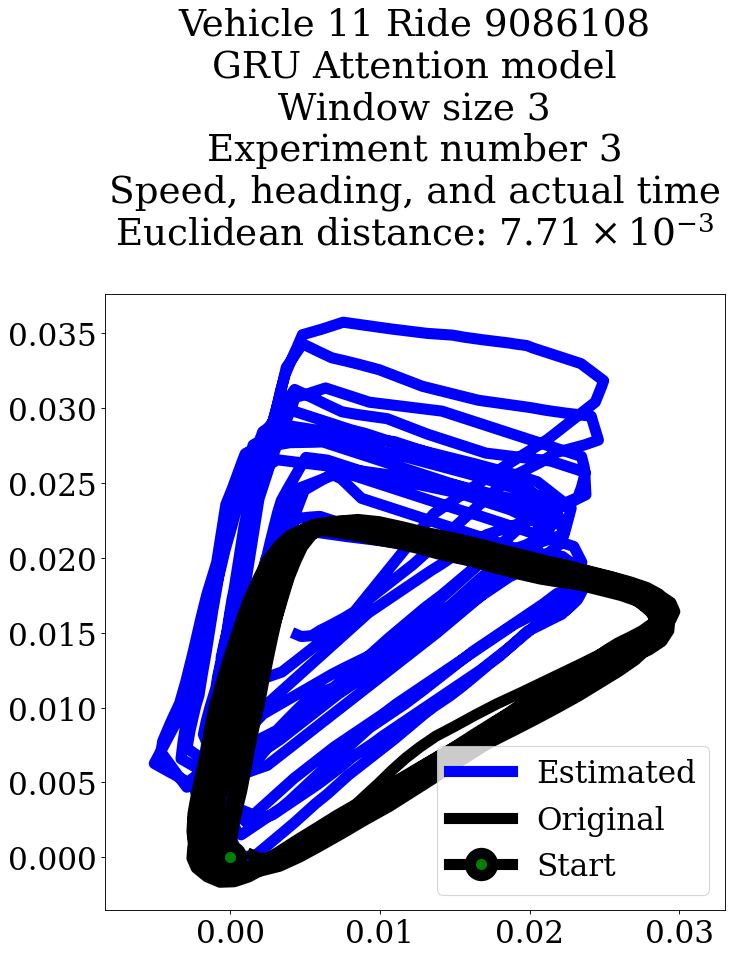 Vehicle 11 Ride 9086108
GRU Attention model
Window size 3
Experiment number 3
Speed, heading, and actual time
Euclidean distance: 7.71 × 10⁻³
0.035
0.030
0.025
0.020
0.015
0.010
0.005
0.000
Estimated
Original
Start
0.00 0.01 0.02 0.03